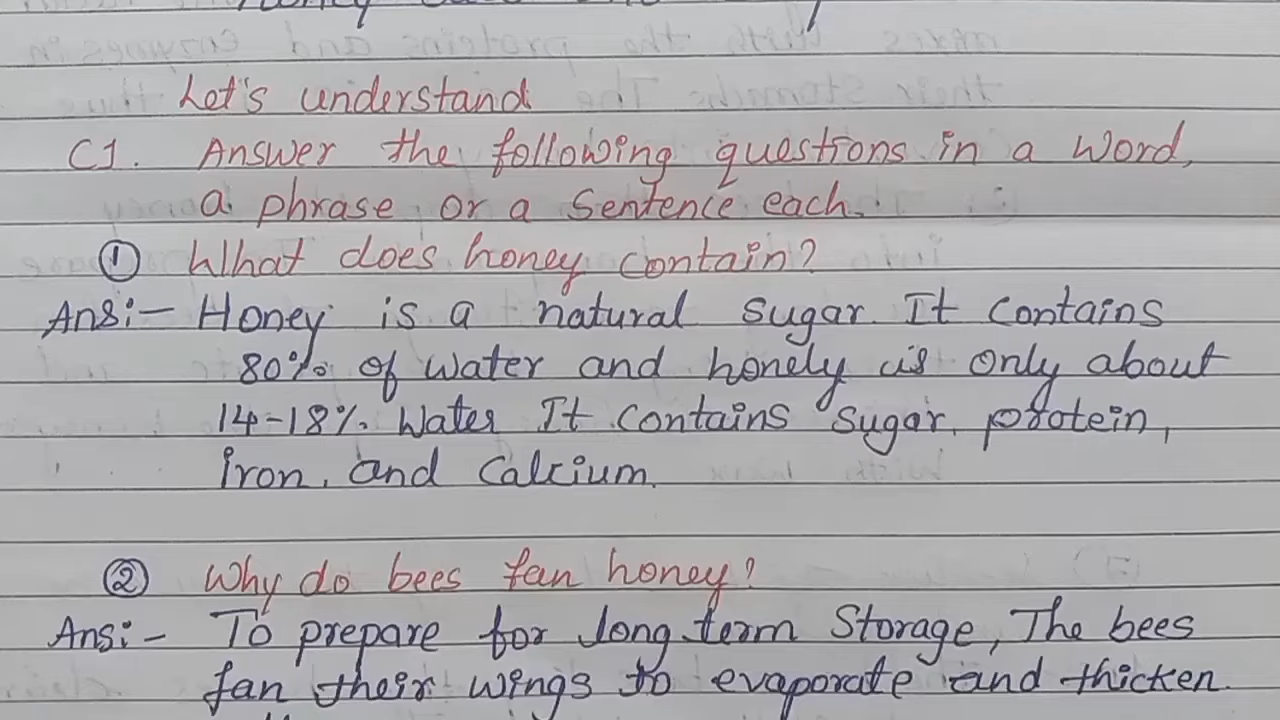 Let's understand
C1. Answer the following questions in a word,
a phrase or a Sentence each.
① What does honey contain?
Ans:- Honey is a natural sugar. It contains
80% of water and honely is only about
14-18% water It contains sugar, protein,
iron, and calcium.
② Why do bees fan honey?
Ans:- To prepare for long term storage, The bees
fan their wings to evaporate and thicken.